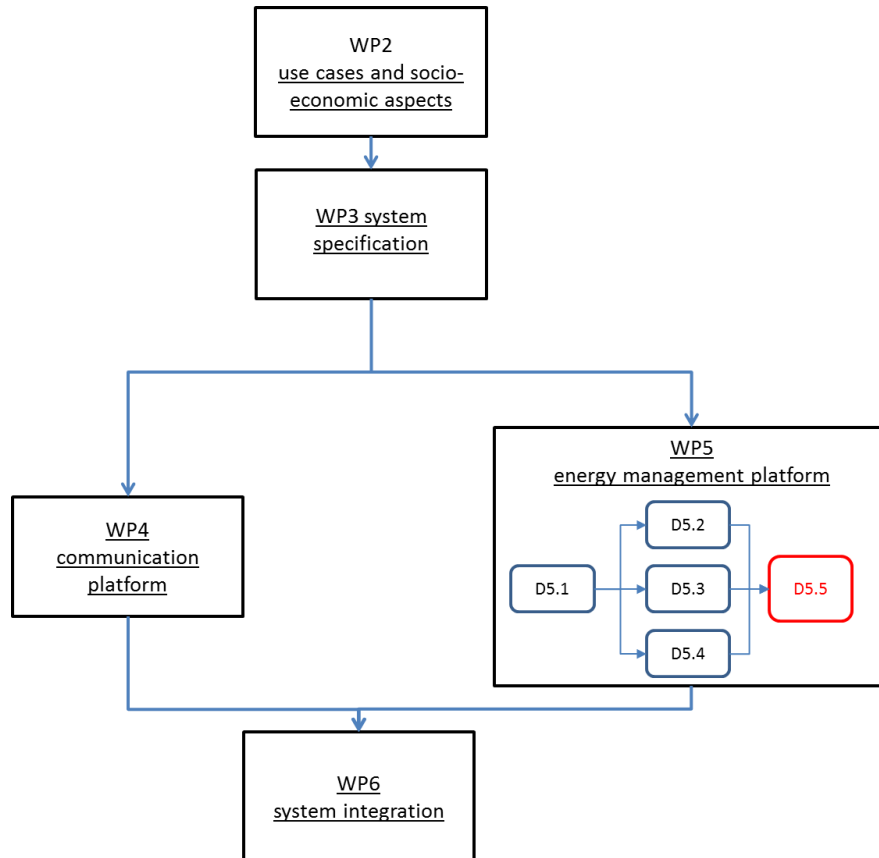 WP2
use cases and socio-
economic aspects
WP3 system
specification
WP5
energy management platform
D5.2
D5.1
D5.3
D5.5
D5.4
WP4
communication
platform
WP6
system integration